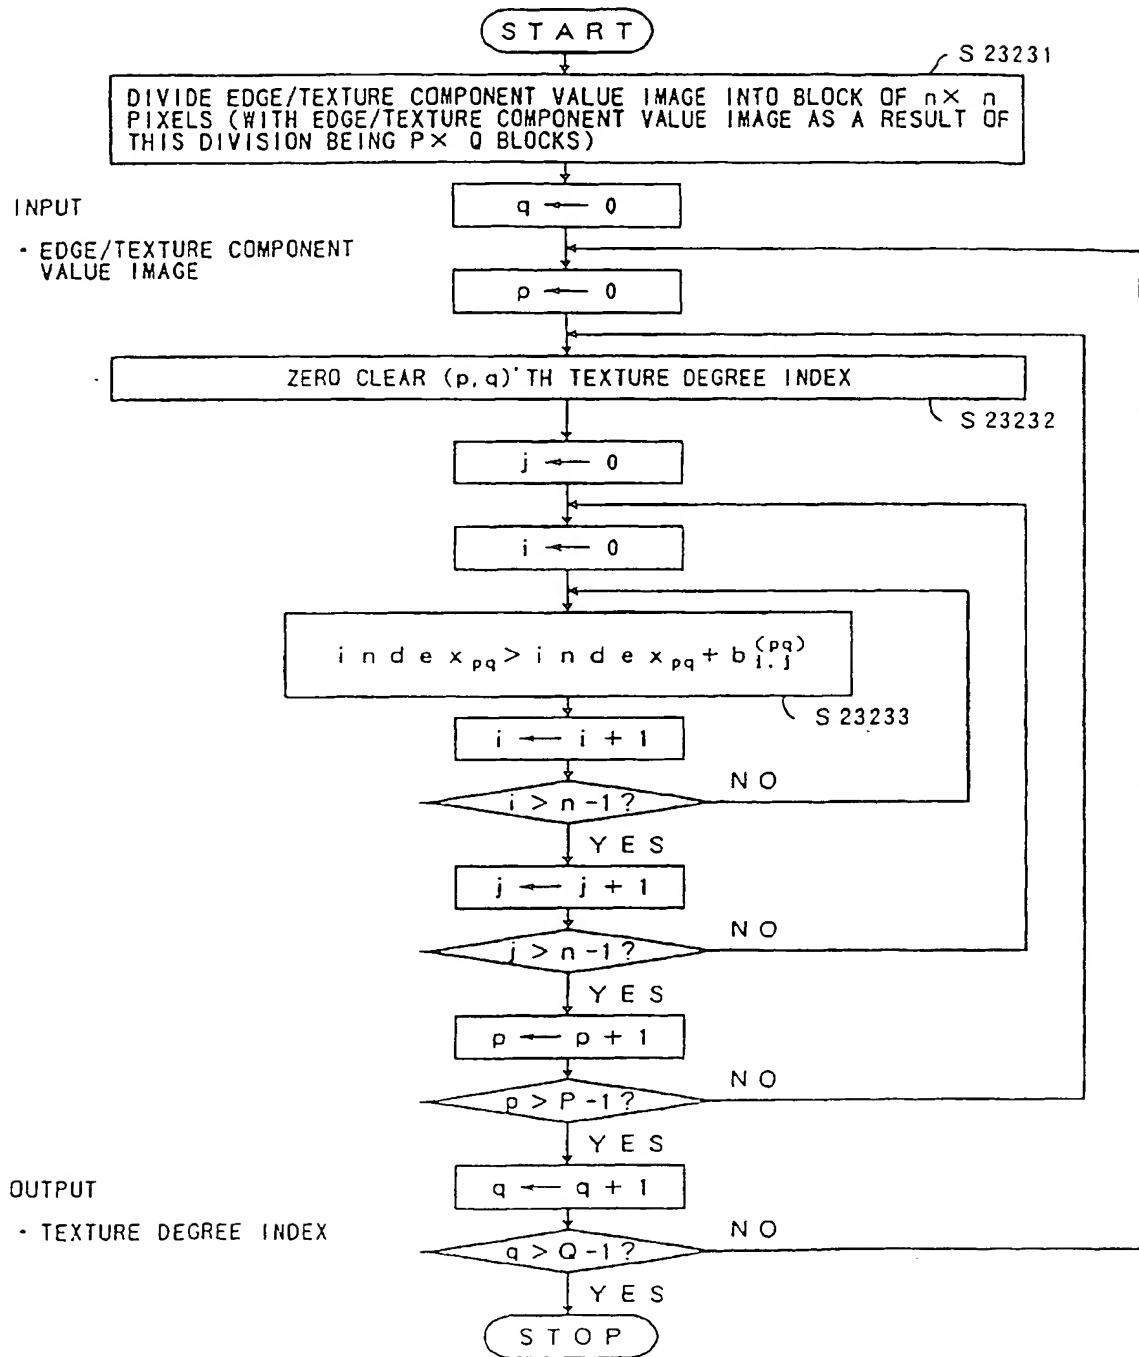 START
S 23231
DIVIDE EDGE/TEXTURE COMPONENT VALUE IMAGE INTO BLOCK OF n × n
PIXELS (WITH EDGE/TEXTURE COMPONENT VALUE IMAGE AS A RESULT OF
THIS DIVISION BEING P × Q BLOCKS)
INPUT
q ← 0
- EDGE/TEXTURE COMPONENT
VALUE IMAGE
p ← 0
ZERO CLEAR (p,q)'TH TEXTURE DEGREE INDEX
S 23232
j ← 0
i ← 0
index_pq > index_pq + b_i.j^(pq)
S 23233
i ← i + 1
i > n - 1 ?
NO
YES
j ← j + 1
j > n - 1 ?
NO
YES
p ← p + 1
p > P - 1 ?
NO
YES
OUTPUT
q ← q + 1
- TEXTURE DEGREE INDEX
q > Q - 1 ?
NO
YES
STOP